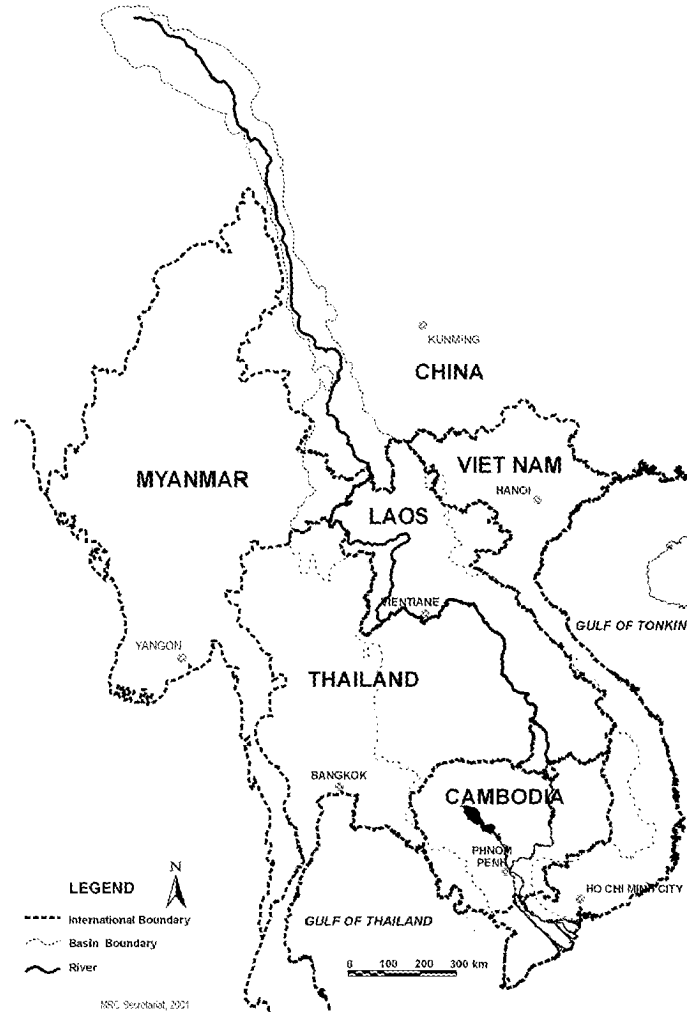 KUNMING
CHINA
VIET NAM
HANOI
MYANMAR
LAOS
VIENTIANE
GULF OF TONKIN
YANGON
THAILAND
BANGKOK
CAMBODIA
PHNOM
PENH
HO CHI MINH CITY
GULF OF THAILAND
N
LEGEND
International Boundary
Basin Boundary
River
0 100 200 300 km
MRC Secretariat, 2001